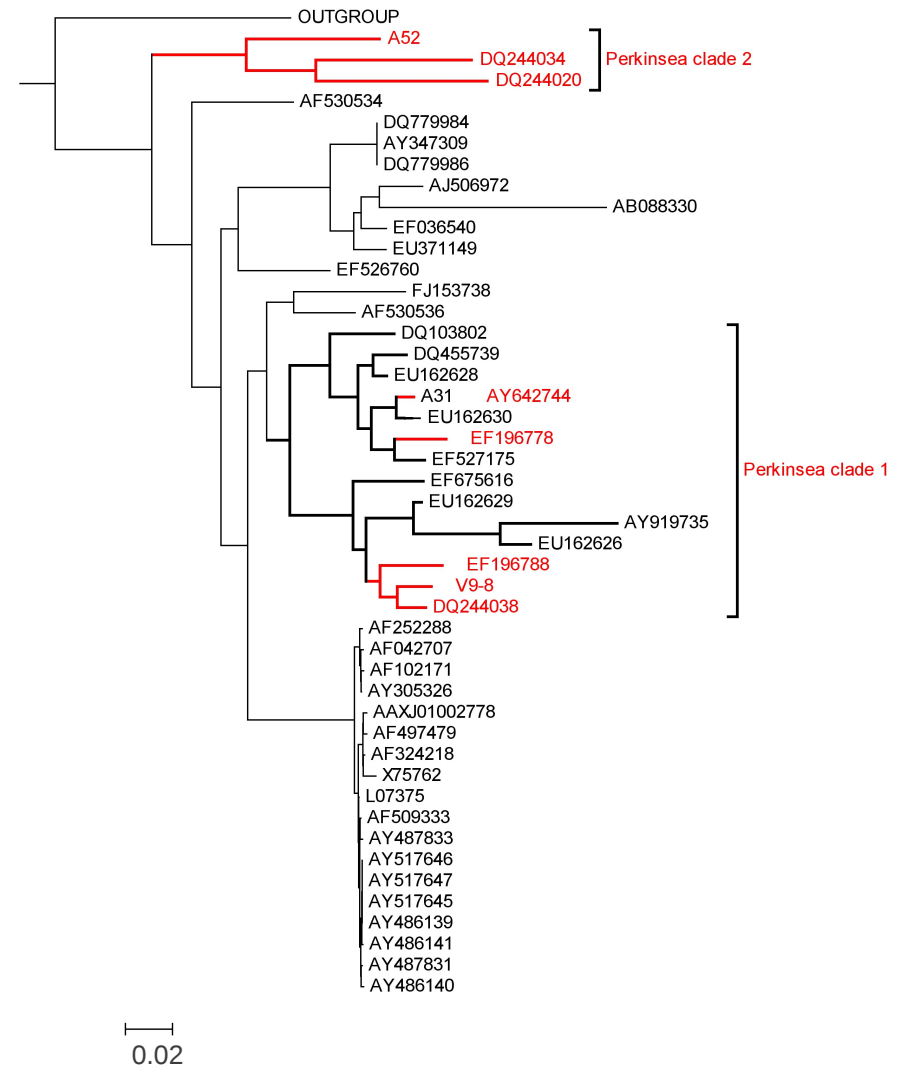 OUTGROUP
A52
DQ244034
Perkinsea clade 2
DQ244020
AF530534
DQ779984
AY347309
DQ779986
AJ506972
AB088330
EF036540
EU371149
EF526760
FJ153738
AF530536
DQ103802
DQ455739
EU162628
A31 AY642744
EU162630
EF196778
EF527175
Perkinsea clade 1
EF675616
EU162629
AY919735
EU162626
EF196788
V9-8
DQ244038
AF252288
AF042707
AF102171
AY305326
AAXJ01002778
AF497479
AF324218
X75762
L07375
AF509333
AY487833
AY517646
AY517647
AY517645
AY486139
AY486141
AY487831
AY486140
0.02